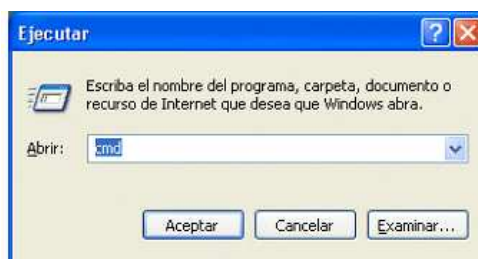 Ejecutar
Escriba el nombre del programa, carpeta, documento o
recurso de Internet que desea que Windows abra.
Abrir: cmd
Aceptar Cancelar Examinar...